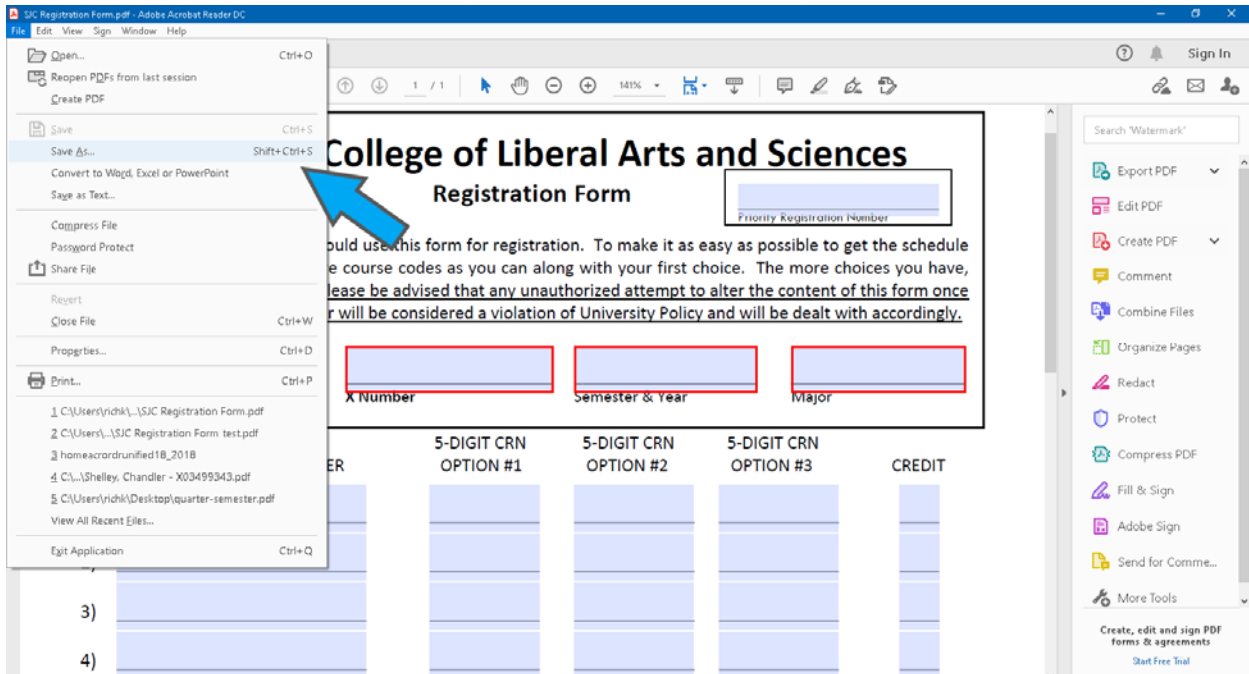 SJC Registration Form.pdf - Adobe Acrobat Reader DC
File Edit View Sign Window Help
Open... Ctrl+O
Reopen PDFs from last session
Create PDF
Save Ctrl+S
Save As... Shift+Ctrl+S
Convert to Word, Excel or PowerPoint
Save as Text...
Compress File
Password Protect
Share File
Revert
Close File Ctrl+W
Properties... Ctrl+D
Print... Ctrl+P
1 C:\Users\richk\...\SJC Registration Form.pdf
2 C:\Users\...\SJC Registration Form test.pdf
3 homeacrordrunified18_2018
4 C:\...\Shelley, Chandler - X03499343.pdf
5 C:\Users\richk\Desktop\quarter-semester.pdf
View All Recent Files...
Exit Application Ctrl+Q
Sign In
1 / 1 141%
College of Liberal Arts and Sciences
Registration Form
Priority Registration Number
ould use this form for registration. To make it as easy as possible to get the schedule
e course codes as you can along with your first choice. The more choices you have,
lease be advised that any unauthorized attempt to alter the content of this form once
r will be considered a violation of University Policy and will be dealt with accordingly.
X Number Semester & Year Major
5-DIGIT CRN 5-DIGIT CRN 5-DIGIT CRN
ER OPTION #1 OPTION #2 OPTION #3 CREDIT
3)
4)
Search 'Watermark'
Export PDF
Edit PDF
Create PDF
Comment
Combine Files
Organize Pages
Redact
Protect
Compress PDF
Fill & Sign
Adobe Sign
Send for Comme...
More Tools
Create, edit and sign PDF
forms & agreements
Start Free Trial